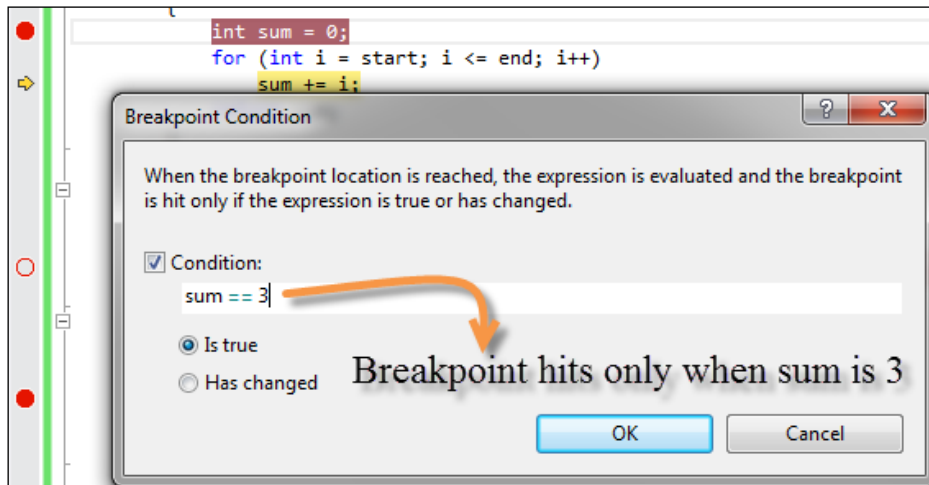 {
int sum = 0;
for (int i = start; i <= end; i++)
sum += i;
Breakpoint Condition
When the breakpoint location is reached, the expression is evaluated and the breakpoint
is hit only if the expression is true or has changed.
Condition:
sum == 3
Is true
Has changed
Breakpoint hits only when sum is 3
OK
Cancel